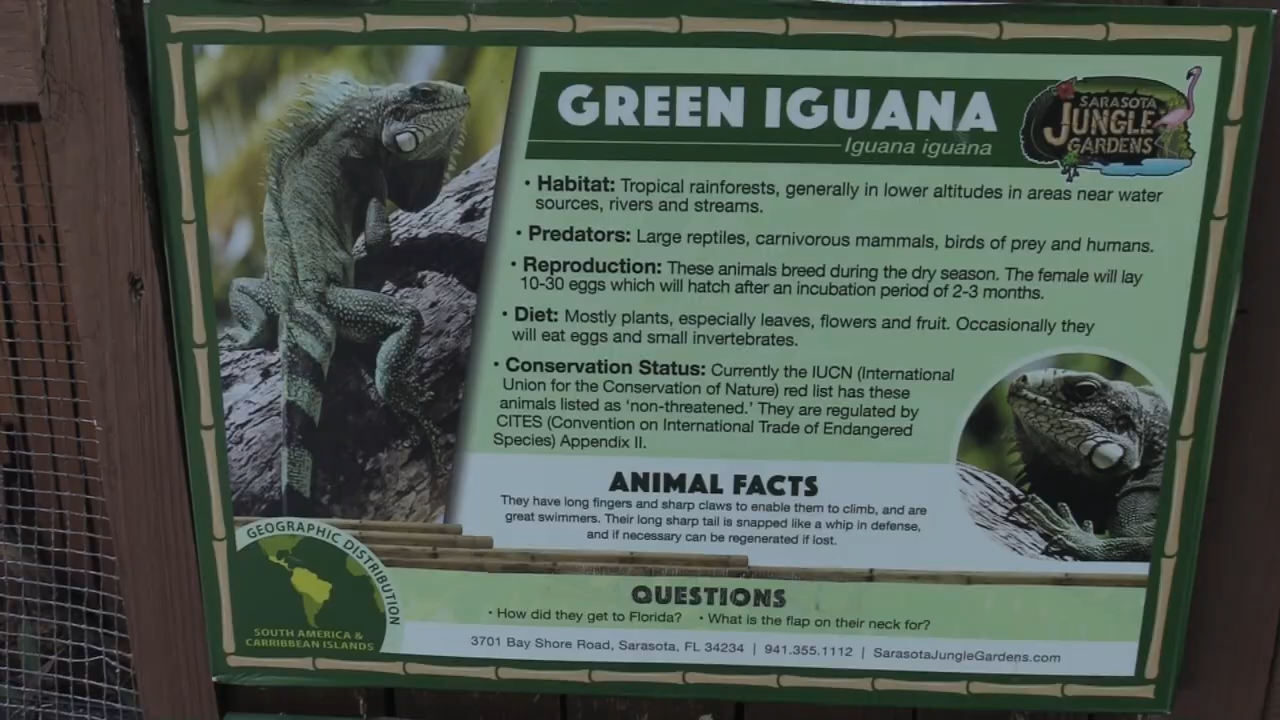 GREEN IGUANA
Iguana iguana
SARASOTA
JUNGLE
GARDENS
• Habitat: Tropical rainforests, generally in lower altitudes in areas near water
sources, rivers and streams.
• Predators: Large reptiles, carnivorous mammals, birds of prey and humans.
• Reproduction: These animals breed during the dry season. The female will lay
10-30 eggs which will hatch after an incubation period of 2-3 months.
• Diet: Mostly plants, especially leaves, flowers and fruit. Occasionally they
will eat eggs and small invertebrates.
• Conservation Status: Currently the IUCN (International
Union for the Conservation of Nature) red list has these
animals listed as ‘non-threatened.’ They are regulated by
CITES (Convention on International Trade of Endangered
Species) Appendix II.
ANIMAL FACTS
They have long fingers and sharp claws to enable them to climb, and are
great swimmers. Their long sharp tail is snapped like a whip in defense,
and if necessary can be regenerated if lost.
GEOGRAPHIC DISTRIBUTION
SOUTH AMERICA &
CARRIBBEAN ISLANDS
QUESTIONS
• How did they get to Florida? • What is the flap on their neck for?
3701 Bay Shore Road, Sarasota, FL 34234 | 941.355.1112 | SarasotaJungleGardens.com